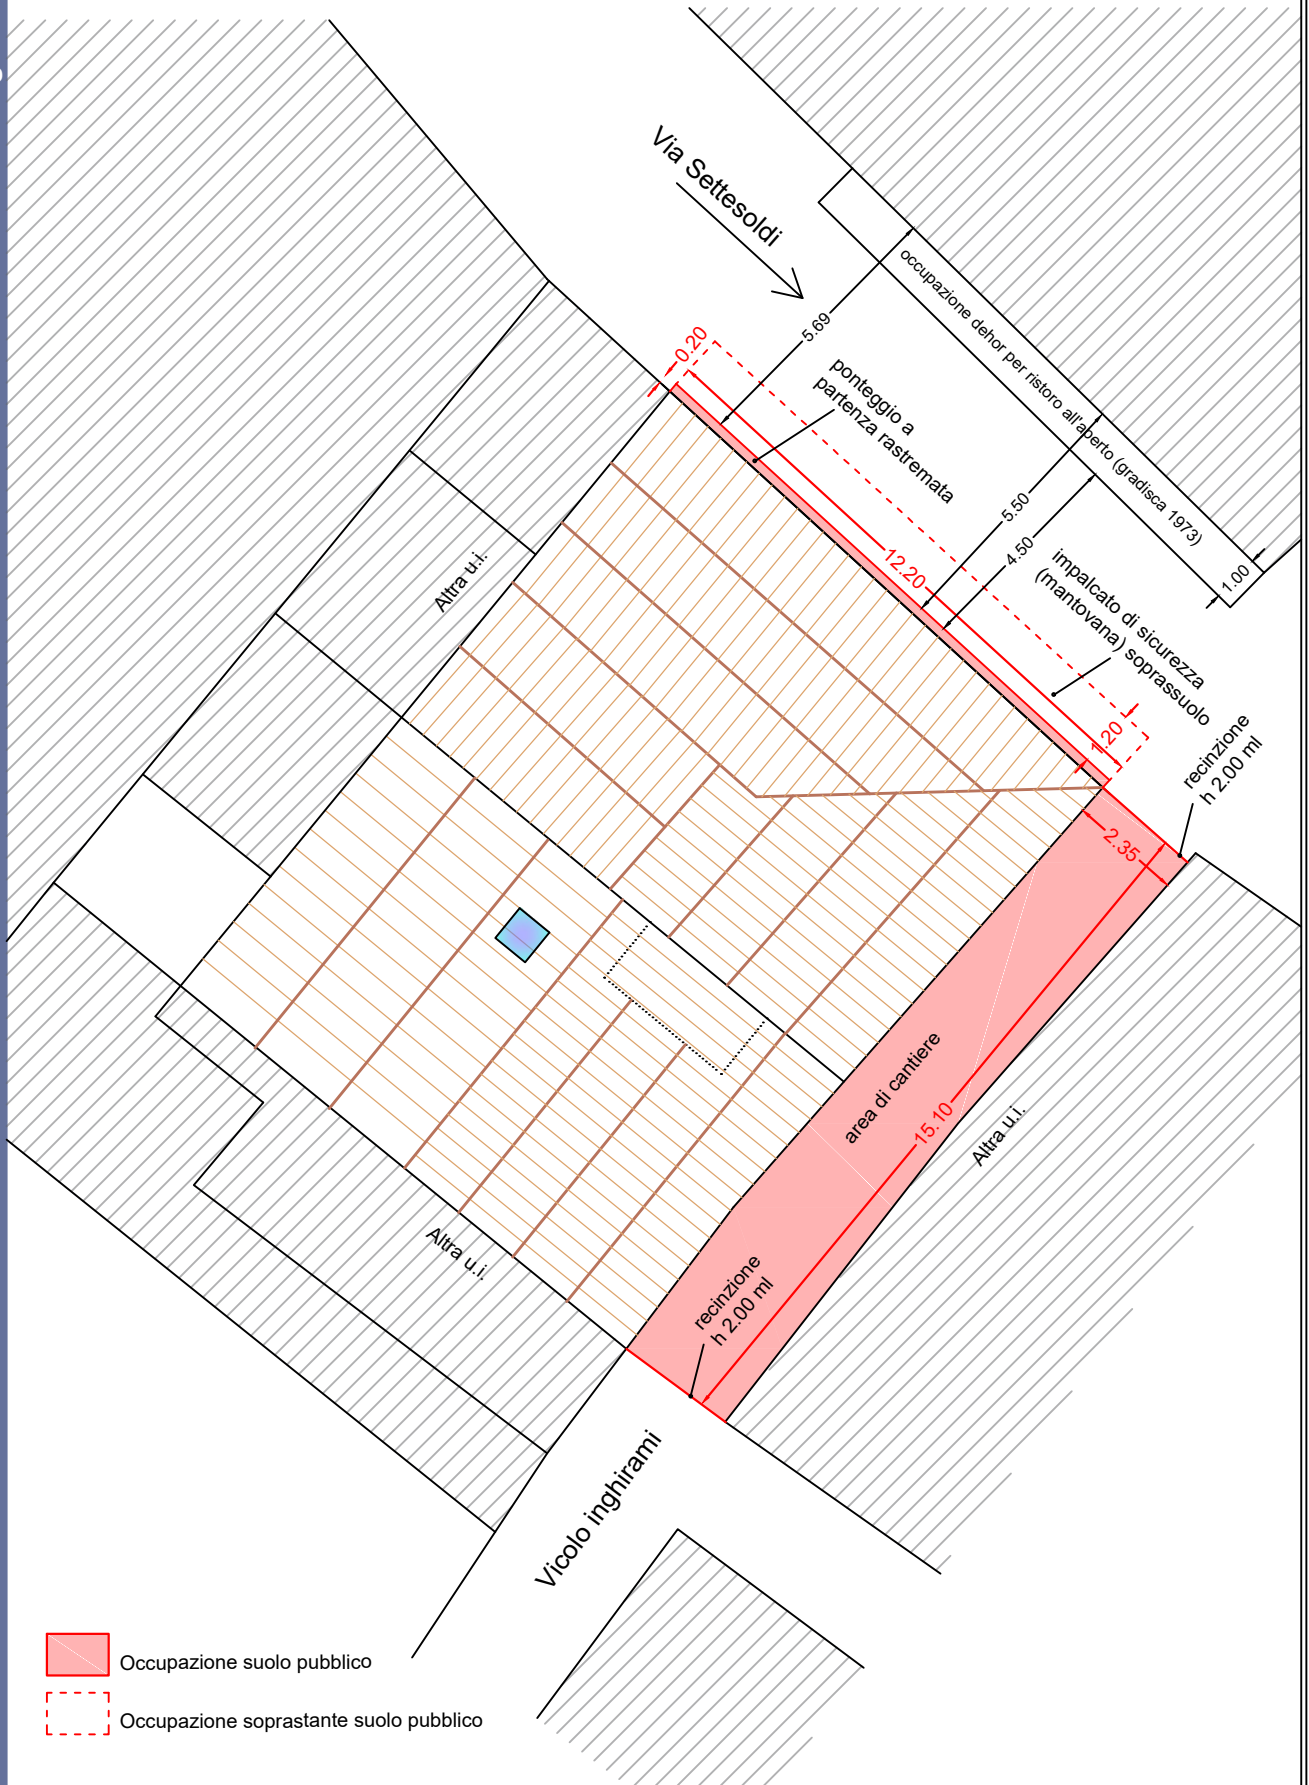 Via Settesoldi
occupazione dehor per ristoro all'aperto (gradisca 1973)
5.69
0.20
ponteggio a
partenza rastremata
5.50
4.50
12.20
1.00
impalcato di sicurezza
(mantovana) soprassuolo
1.20
recinzione
h 2.00 ml
2.35
Altra u.i.
area di cantiere
15.10
Altra u.i.
Altra u.i.
recinzione
h 2.00 ml
Vicolo inghirami
Occupazione suolo pubblico
Occupazione soprastante suolo pubblico